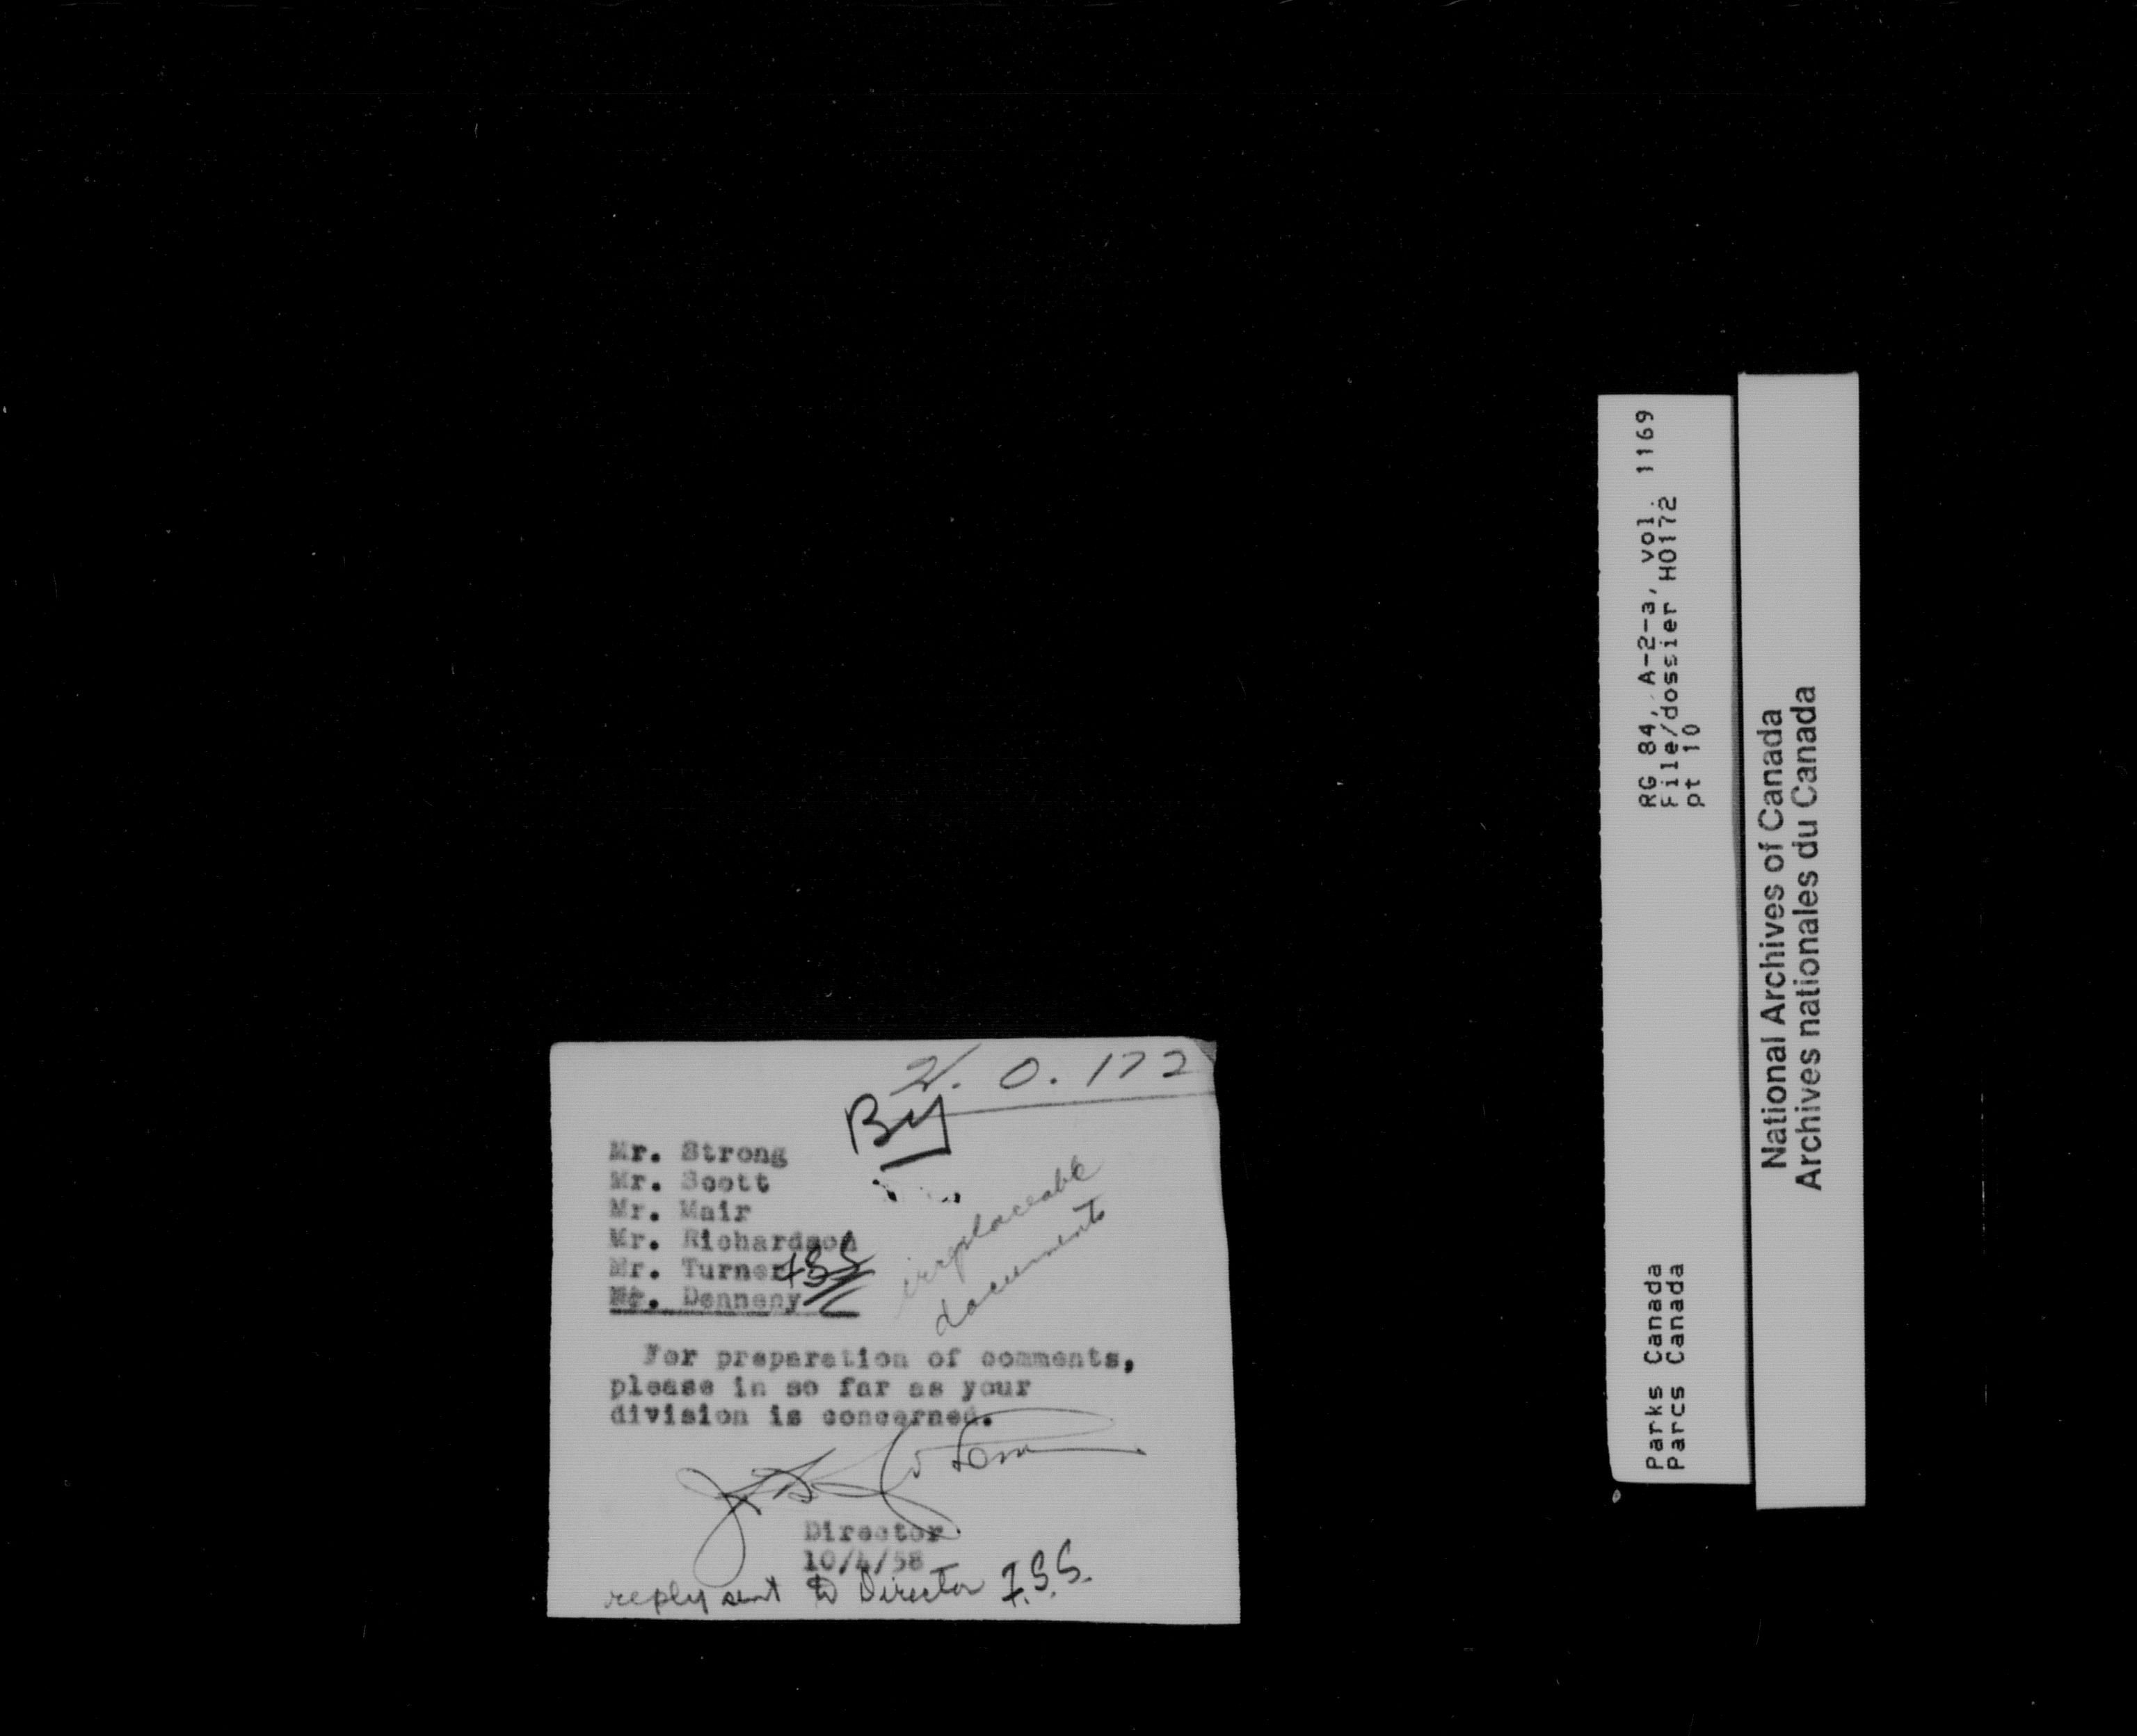 2. 0. 172
By
Mr. Strong
Mr. Scott
Mr. Mair
Mr. Richardson
Mr. Turner
Mr. Denneny
irreplaceable
documents
For preparation of comments,
please in so far as your
division is concerned.
Director
10/4/58
reply sent to Director F.S.S.
RG 84, A-2-a, vol. 1169
File/dossier H0172
pt 10
Parks Canada
Parcs Canada
National Archives of Canada
Archives nationales du Canada